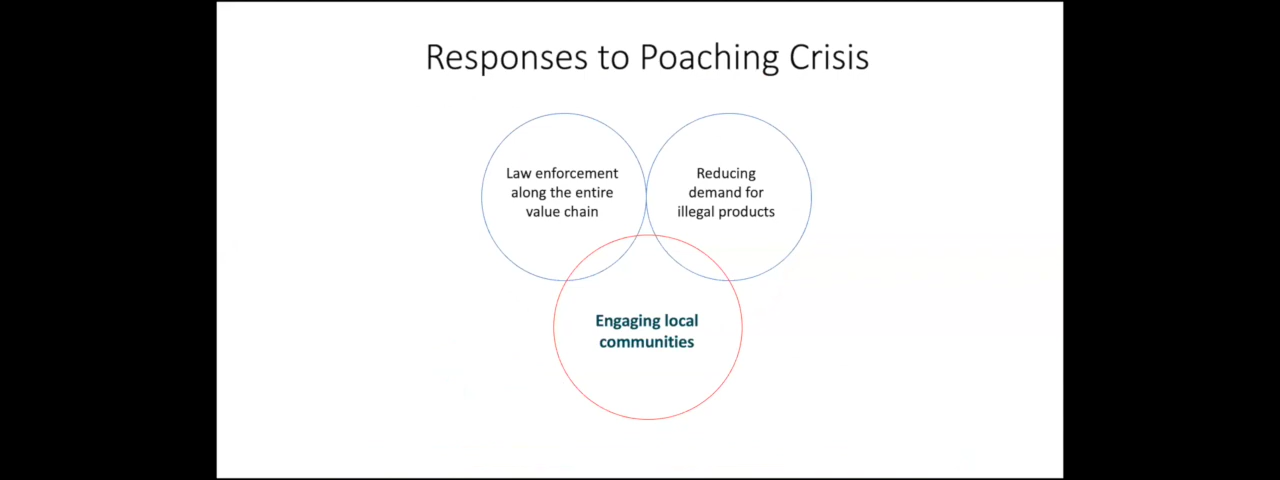 Responses to Poaching Crisis
Law enforcement
along the entire
value chain
Reducing
demand for
illegal products
Engaging local
communities